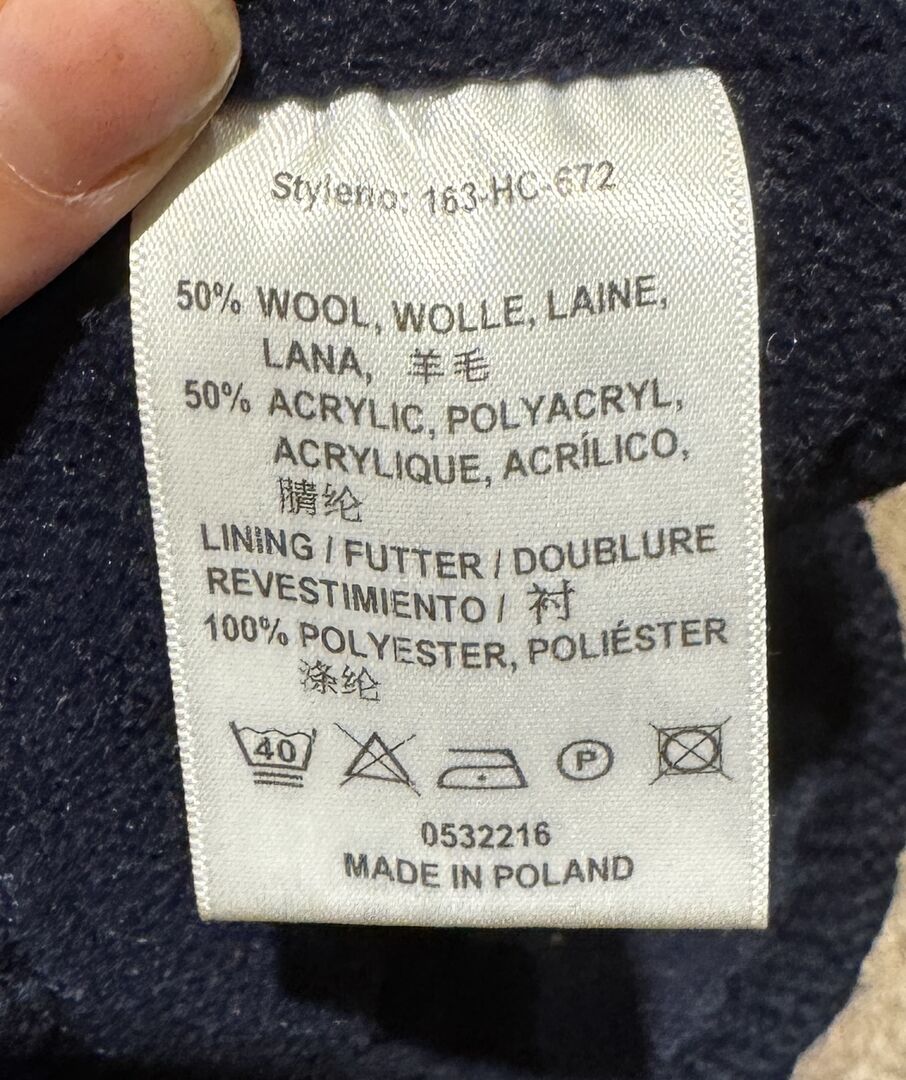 Styleno: 163-HC-672
50% WOOL, WOLLE, LAINE,
LANA, 羊毛
50% ACRYLIC, POLYACRYL,
ACRYLIQUE, ACRÍLICO,
腈纶
LINING / FUTTER / DOUBLURE
REVESTIMIENTO / 衬
100% POLYESTER, POLIÉSTER
涤纶
40 P
0532216
MADE IN POLAND